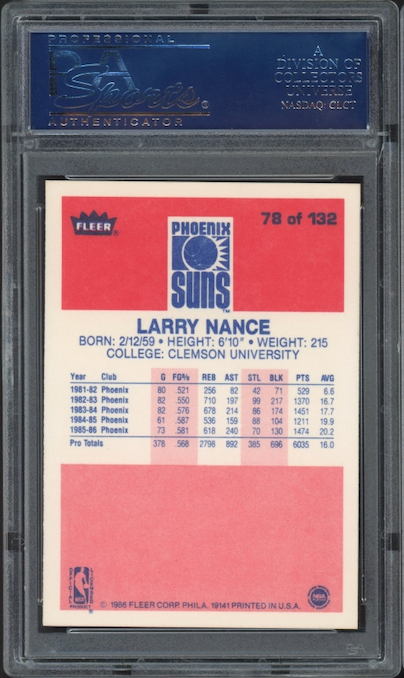 PROFESSIONAL
PSA
Sports®
AUTHENTICATOR
A
DIVISION OF
COLLECTORS
UNIVERSE
NASDAQ: CLCT
FLEER®
PHOENIX
SUNS™
78 of 132
LARRY NANCE
BORN: 2/12/59 • HEIGHT: 6'10" • WEIGHT: 215
COLLEGE: CLEMSON UNIVERSITY
Year Club G FG% REB AST STL BLK PTS AVG
1981-82 Phoenix 80 .521 256 82 42 71 529 6.6
1982-83 Phoenix 82 .550 710 197 99 217 1370 16.7
1983-84 Phoenix 82 .576 678 214 86 174 1451 17.7
1984-85 Phoenix 61 .587 536 159 88 104 1211 19.9
1985-86 Phoenix 73 .581 618 240 70 130 1474 20.2
Pro Totals 378 .568 2798 892 385 696 6035 16.0
OFFICIAL LICENSED
NBA
PRODUCT
© 1986 FLEER CORP. PHILA. 19141 PRINTED IN U.S.A.
NBA